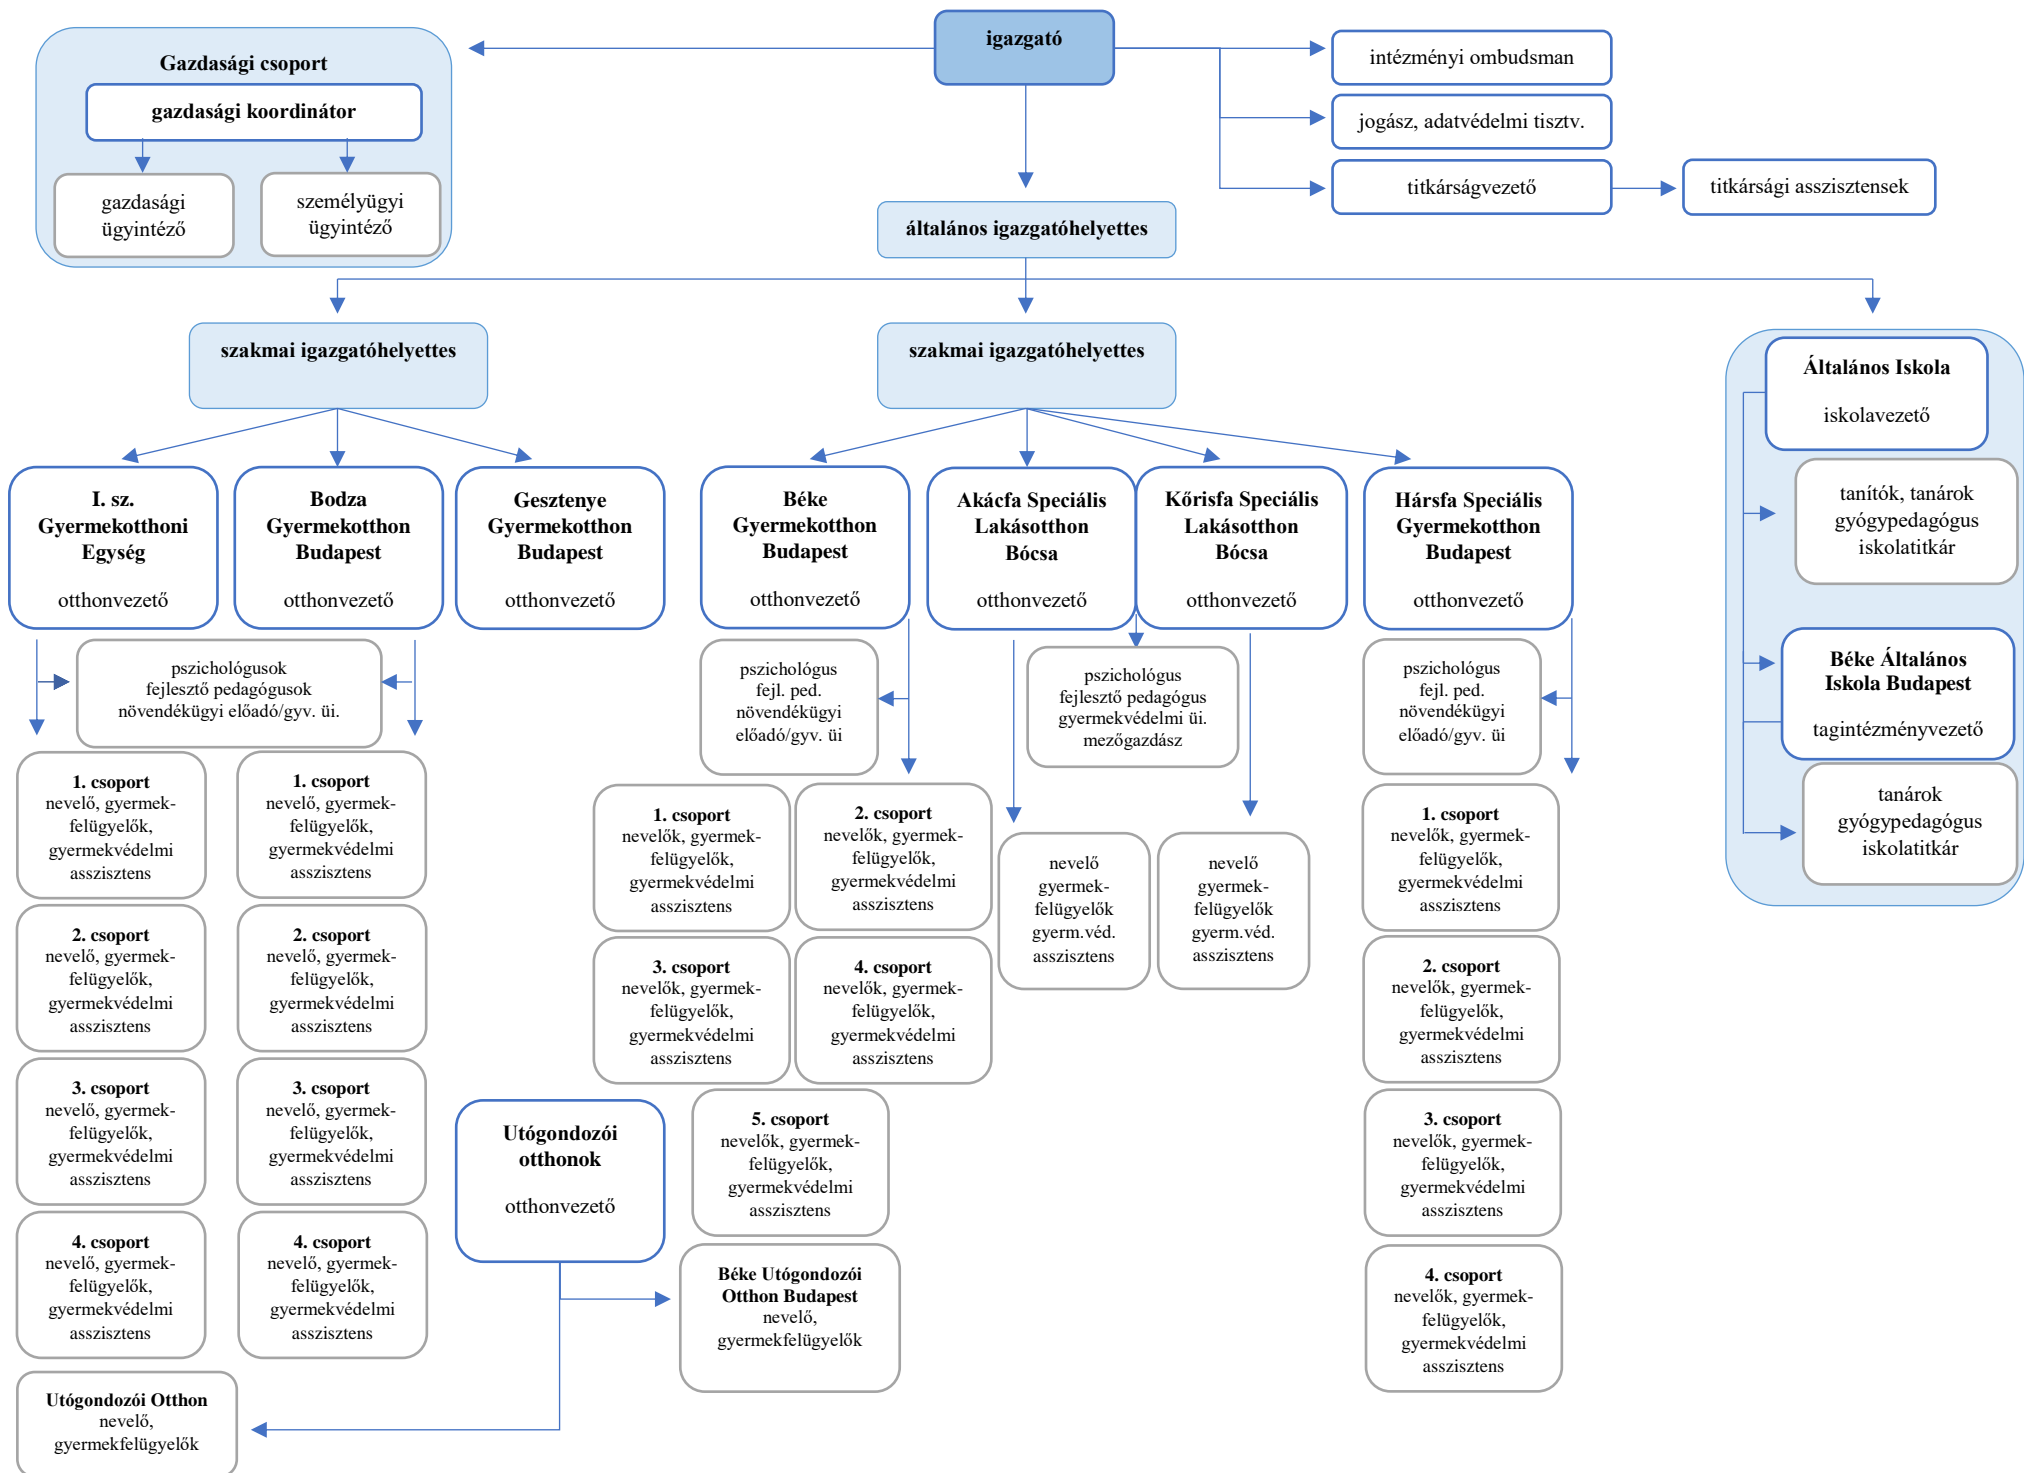 igazgató
Gazdasági csoport
gazdasági koordinátor
gazdasági
ügyintéző
személyügyi
ügyintéző
intézményi ombudsman
jogász, adatvédelmi tisztv.
titkárságvezető
titkársági asszisztensek
általános igazgatóhelyettes
szakmai igazgatóhelyettes
szakmai igazgatóhelyettes
Általános Iskola
iskolavezető
tanítók, tanárok
gyógypedagógus
iskolatitkár
Béke Általános
Iskola Budapest
tagintézményvezető
tanárok
gyógypedagógus
iskolatitkár
I. sz.
Gyermekotthoni
Egység
otthonvezető
Bodza
Gyermekotthon
Budapest
otthonvezető
Gesztenye
Gyermekotthon
Budapest
otthonvezető
Béke
Gyermekotthon
Budapest
otthonvezető
Akácfa Speciális
Lakásotthon
Bócsa
otthonvezető
Kőrisfa Speciális
Lakásotthon
Bócsa
otthonvezető
Hársfa Speciális
Gyermekotthon
Budapest
otthonvezető
pszichológusok
fejlesztő pedagógusok
növendékügyi előadó/gyv. üi.
pszichológus
fejl. ped.
növendékügyi
előadó/gyv. üi
pszichológus
fejlesztő pedagógus
gyermekvédelmi üi.
mezőgazdász
pszichológus
fejl. ped.
növendékügyi
előadó/gyv. üi
1. csoport
nevelő, gyermek-
felügyelők,
gyermekvédelmi
asszisztens
1. csoport
nevelő, gyermek-
felügyelők,
gyermekvédelmi
asszisztens
2. csoport
nevelő, gyermek-
felügyelők,
gyermekvédelmi
asszisztens
2. csoport
nevelő, gyermek-
felügyelők,
gyermekvédelmi
asszisztens
3. csoport
nevelő, gyermek-
felügyelők,
gyermekvédelmi
asszisztens
3. csoport
nevelő, gyermek-
felügyelők,
gyermekvédelmi
asszisztens
4. csoport
nevelő, gyermek-
felügyelők,
gyermekvédelmi
asszisztens
4. csoport
nevelő, gyermek-
felügyelők,
gyermekvédelmi
asszisztens
Utógondozói Otthon
nevelő,
gyermekfelügyelők
Utógondozói
otthonok
otthonvezető
1. csoport
nevelők, gyermek-
felügyelők,
gyermekvédelmi
asszisztens
2. csoport
nevelők, gyermek-
felügyelők,
gyermekvédelmi
asszisztens
3. csoport
nevelők, gyermek-
felügyelők,
gyermekvédelmi
asszisztens
4. csoport
nevelők, gyermek-
felügyelők,
gyermekvédelmi
asszisztens
5. csoport
nevelők, gyermek-
felügyelők,
gyermekvédelmi
asszisztens
Béke Utógondozói
Otthon Budapest
nevelő,
gyermekfelügyelők
nevelő
gyermek-
felügyelők
gyerm.véd.
asszisztens
nevelő
gyermek-
felügyelők
gyerm.véd.
asszisztens
1. csoport
nevelők, gyermek-
felügyelők,
gyermekvédelmi
asszisztens
2. csoport
nevelők, gyermek-
felügyelők,
gyermekvédelmi
asszisztens
3. csoport
nevelők, gyermek-
felügyelők,
gyermekvédelmi
asszisztens
4. csoport
nevelők, gyermek-
felügyelők,
gyermekvédelmi
asszisztens